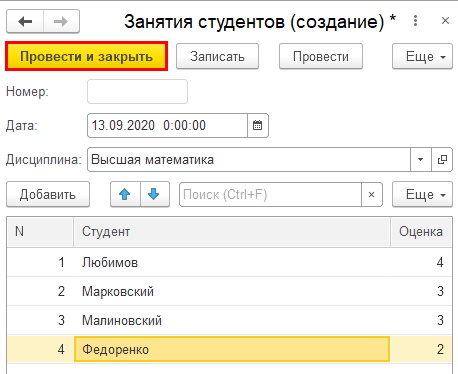 Занятия студентов (создание) *
Провести и закрыть Записать Провести Еще
Номер:
Дата: 13.09.2020 0:00:00
Дисциплина: Высшая математика
Добавить Поиск (Ctrl+F) × Еще
N Студент Оценка
1 Любимов 4
2 Марковский 3
3 Малиновский 3
4 Федоренко 2